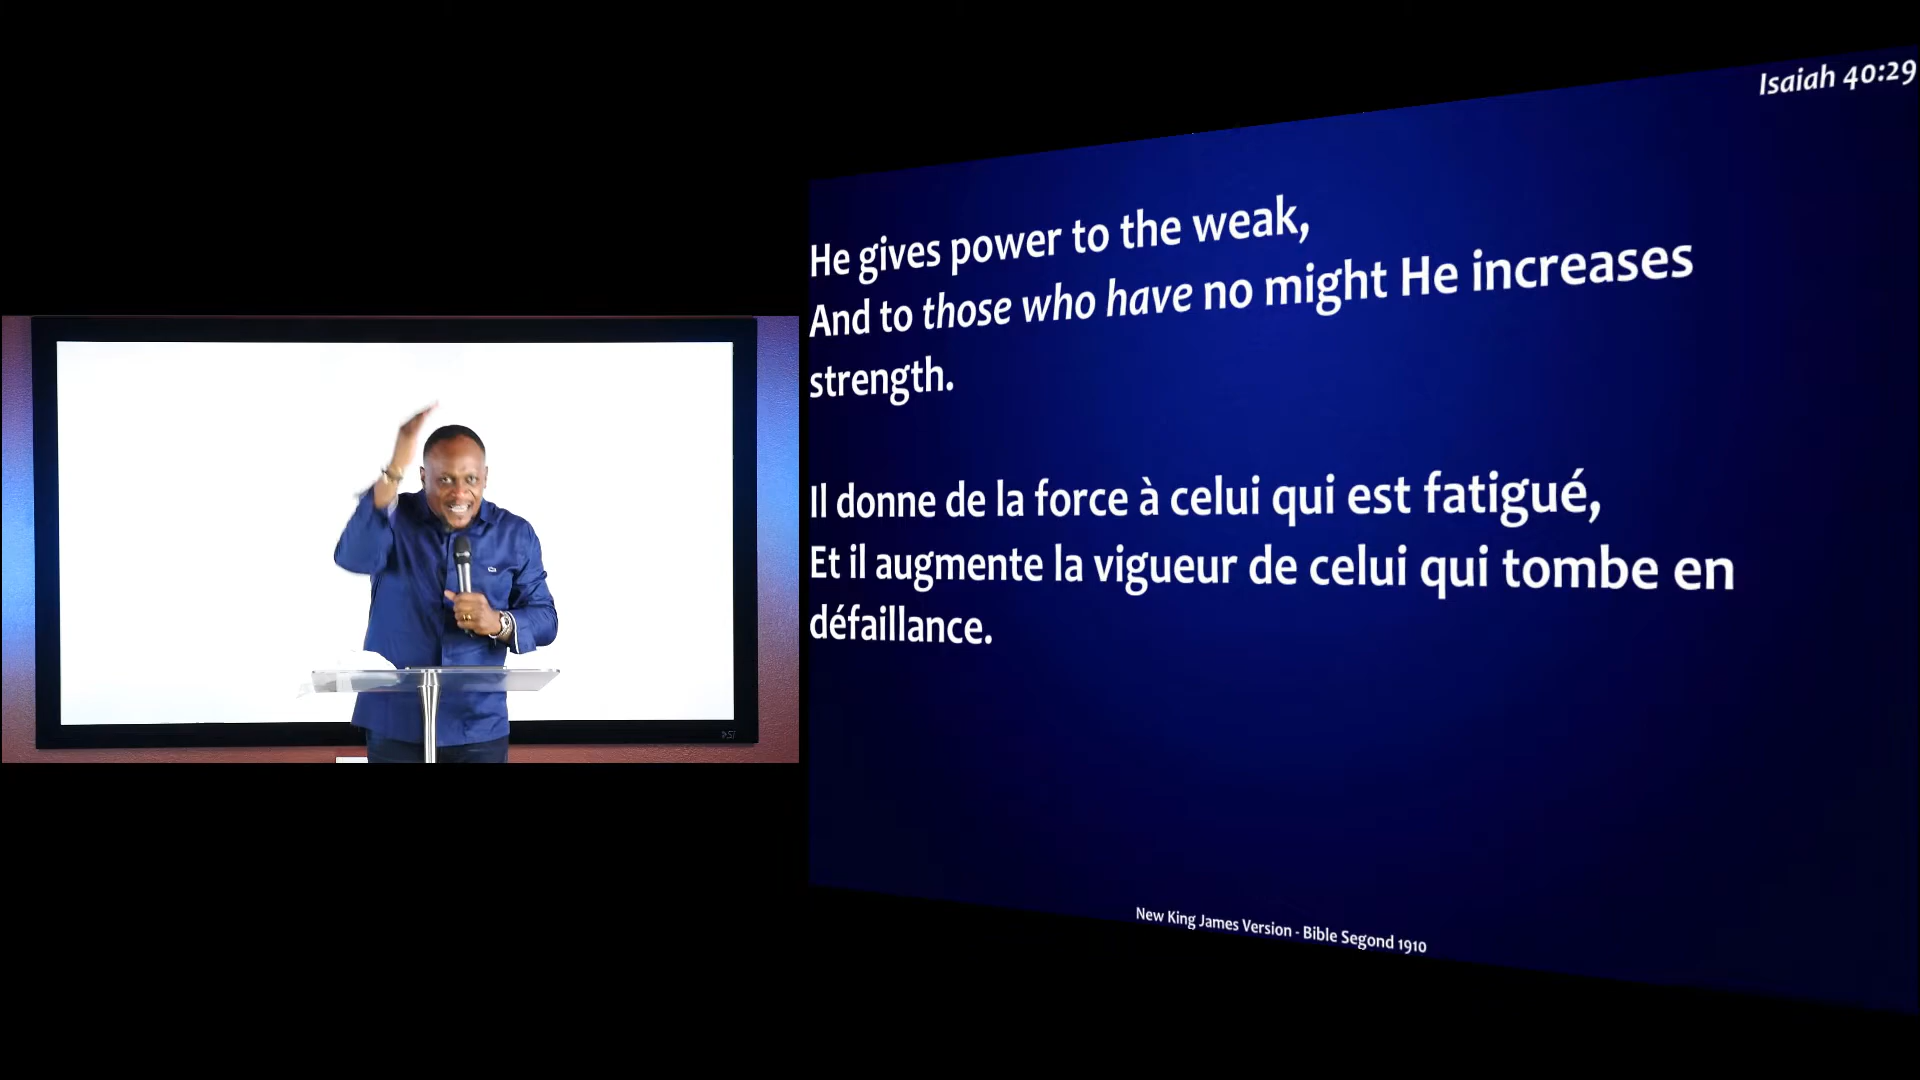 Isaiah 40:29
He gives power to the weak,
And to those who have no might He increases
strength.
Il donne de la force à celui qui est fatigué,
Et il augmente la vigueur de celui qui tombe en
défaillance.
New King James Version - Bible Segond 1910